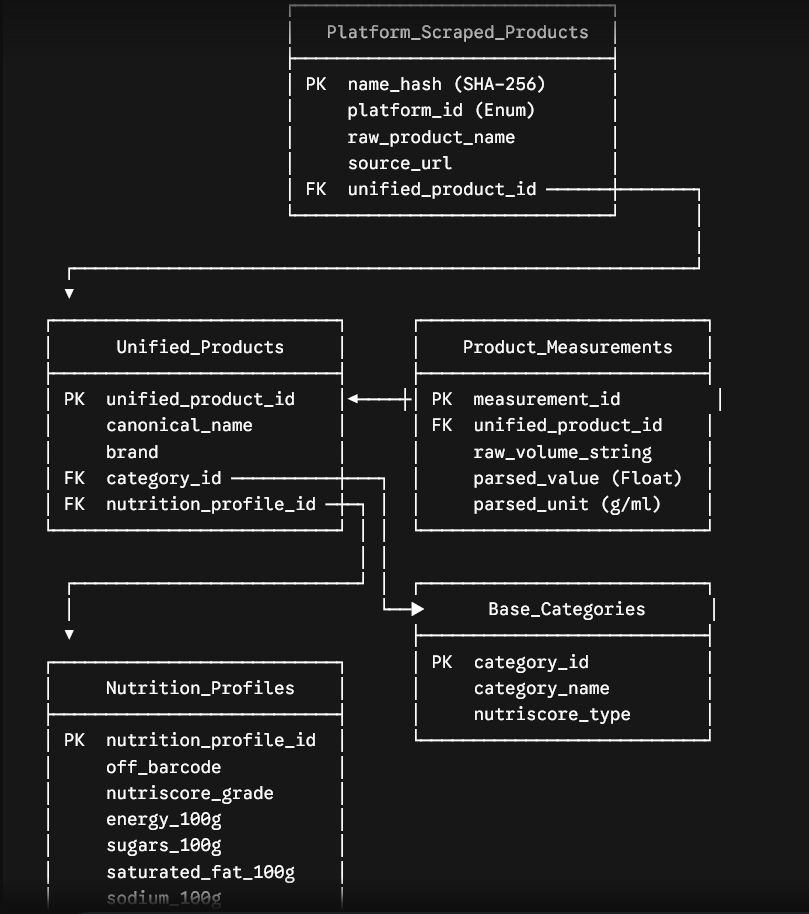 Platform_Scraped_Products
PK name_hash (SHA-256)
platform_id (Enum)
raw_product_name
source_url
FK unified_product_id
Unified_Products
PK unified_product_id
canonical_name
brand
FK category_id
FK nutrition_profile_id
Product_Measurements
PK measurement_id
FK unified_product_id
raw_volume_string
parsed_value (Float)
parsed_unit (g/ml)
Base_Categories
PK category_id
category_name
nutriscore_type
Nutrition_Profiles
PK nutrition_profile_id
off_barcode
nutriscore_grade
energy_100g
sugars_100g
saturated_fat_100g
sodium_100g